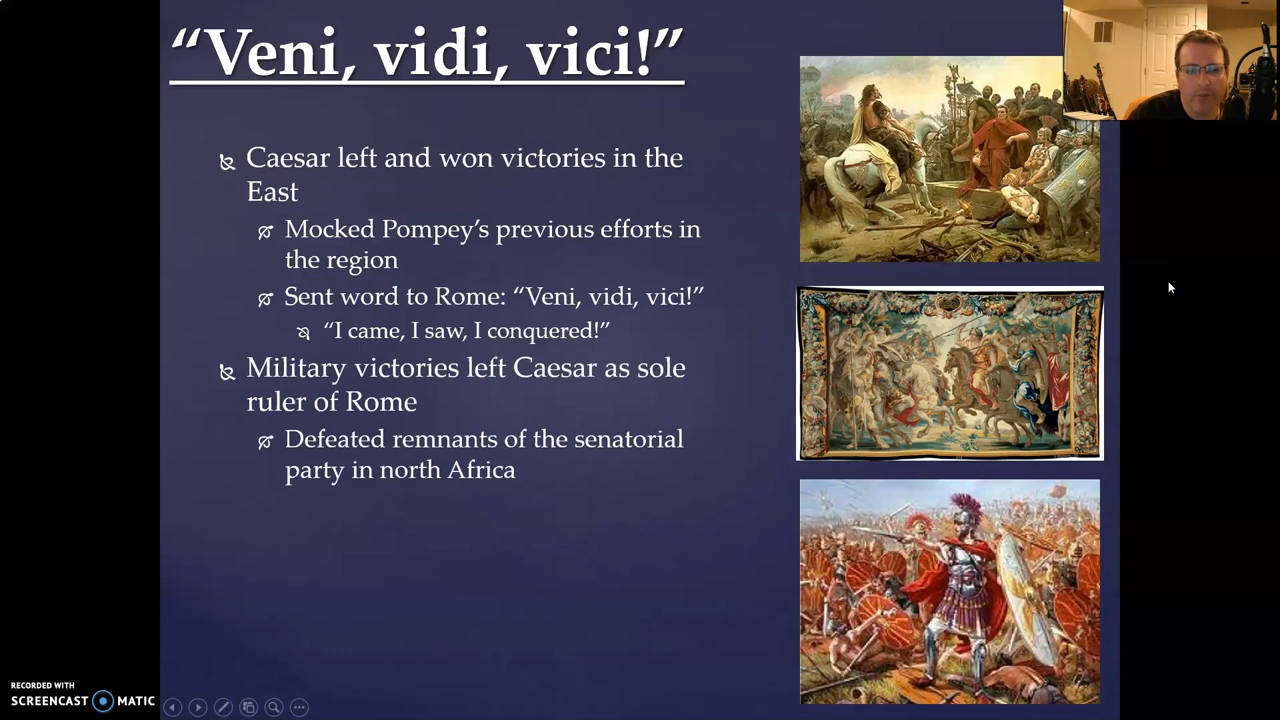 “Veni, vidi, vici!”
Caesar left and won victories in the
East
Mocked Pompey’s previous efforts in
the region
Sent word to Rome: “Veni, vidi, vici!”
“I came, I saw, I conquered!”
Military victories left Caesar as sole
ruler of Rome
Defeated remnants of the senatorial
party in north Africa
RECORDED WITH
SCREENCAST MATIC